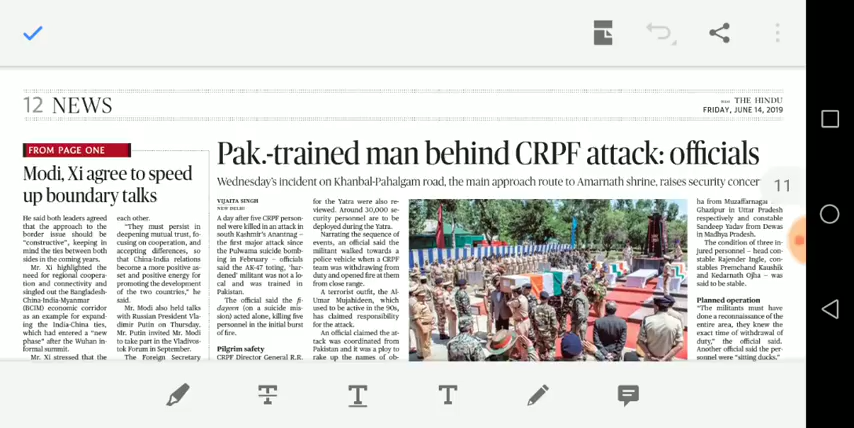 12 NEWS
THE HINDU
FRIDAY, JUNE 14, 2019
FROM PAGE ONE
Modi, Xi agree to speed
up boundary talks
He said both leaders agreed
that the approach to the
border issue should be
"constructive", keeping in
mind the ties between both
sides in the coming years.
Mr. Xi highlighted the
need for regional coopera-
tion and connectivity and
singled out the Bangladesh-
China-India-Myanmar
(BCIM) economic corridor
as an example for expand-
ing the India-China ties,
which had entered a "new
phase" after the Wuhan in-
formal summit.
Mr. Xi stressed that the
each other.
"They must persist in
deepening mutual trust, fo-
cusing on cooperation, and
accepting differences, so
that China-India relations
become a more positive as-
set and positive energy for
promoting the development
of the two countries," he
said.
Mr. Modi also held talks
with Russian President Vla-
dimir Putin on Thursday.
Mr. Putin invited Mr. Modi
to take part in the Vladivos-
tok Forum in September.
The Foreign Secretary
Pak.-trained man behind CRPF attack: officials
Wednesday's incident on Khanbal-Pahalgam road, the main approach route to Amarnath shrine, raises security concer
11
VIJAITA SINGH
NEW DELHI
A day after five CRPF person-
nel were killed in an attack in
south Kashmir's Anantnag –
the first major attack since
the Pulwama suicide bomb-
ing in February – officials
said the AK-47 toting, 'har-
dened' militant was not a lo-
cal and was trained in
Pakistan.
The official said the fi-
dayeen (on a suicide mis-
sion) acted alone, killing five
personnel in the initial burst
of fire.
Pilgrim safety
CRPF Director General R.R.
for the Yatra were also re-
viewed. Around 30,000 se-
curity personnel are to be
deployed during the Yatra.
Narrating the sequence of
events, an official said the
militant walked towards a
police vehicle when a CRPF
team was withdrawing from
duty and opened fire at them
from close range.
A terrorist outfit, the Al-
Umar Mujahideen, which
used to be active in the 90s,
has claimed responsibility
for the attack.
An official claimed the at-
tack was coordinated from
Pakistan and it was a ploy to
rake up the names of ob-
ha from Muzaffarnaga
Ghazipur in Uttar Pradesh
respectively and constable
Sandeep Yadav from Dewas
in Madhya Pradesh.
The condition of three in-
jured personnel – head con-
stable Rajender Ingle, con-
stables Premchand Kaushik
and Kedarnath Ojha – was
said to be stable.
Planned operation
"The militants must have
done a reconnaissance of the
entire area, they knew the
exact time of withdrawal of
duty," the official said.
Another official said the per-
sonnel were "sitting ducks."